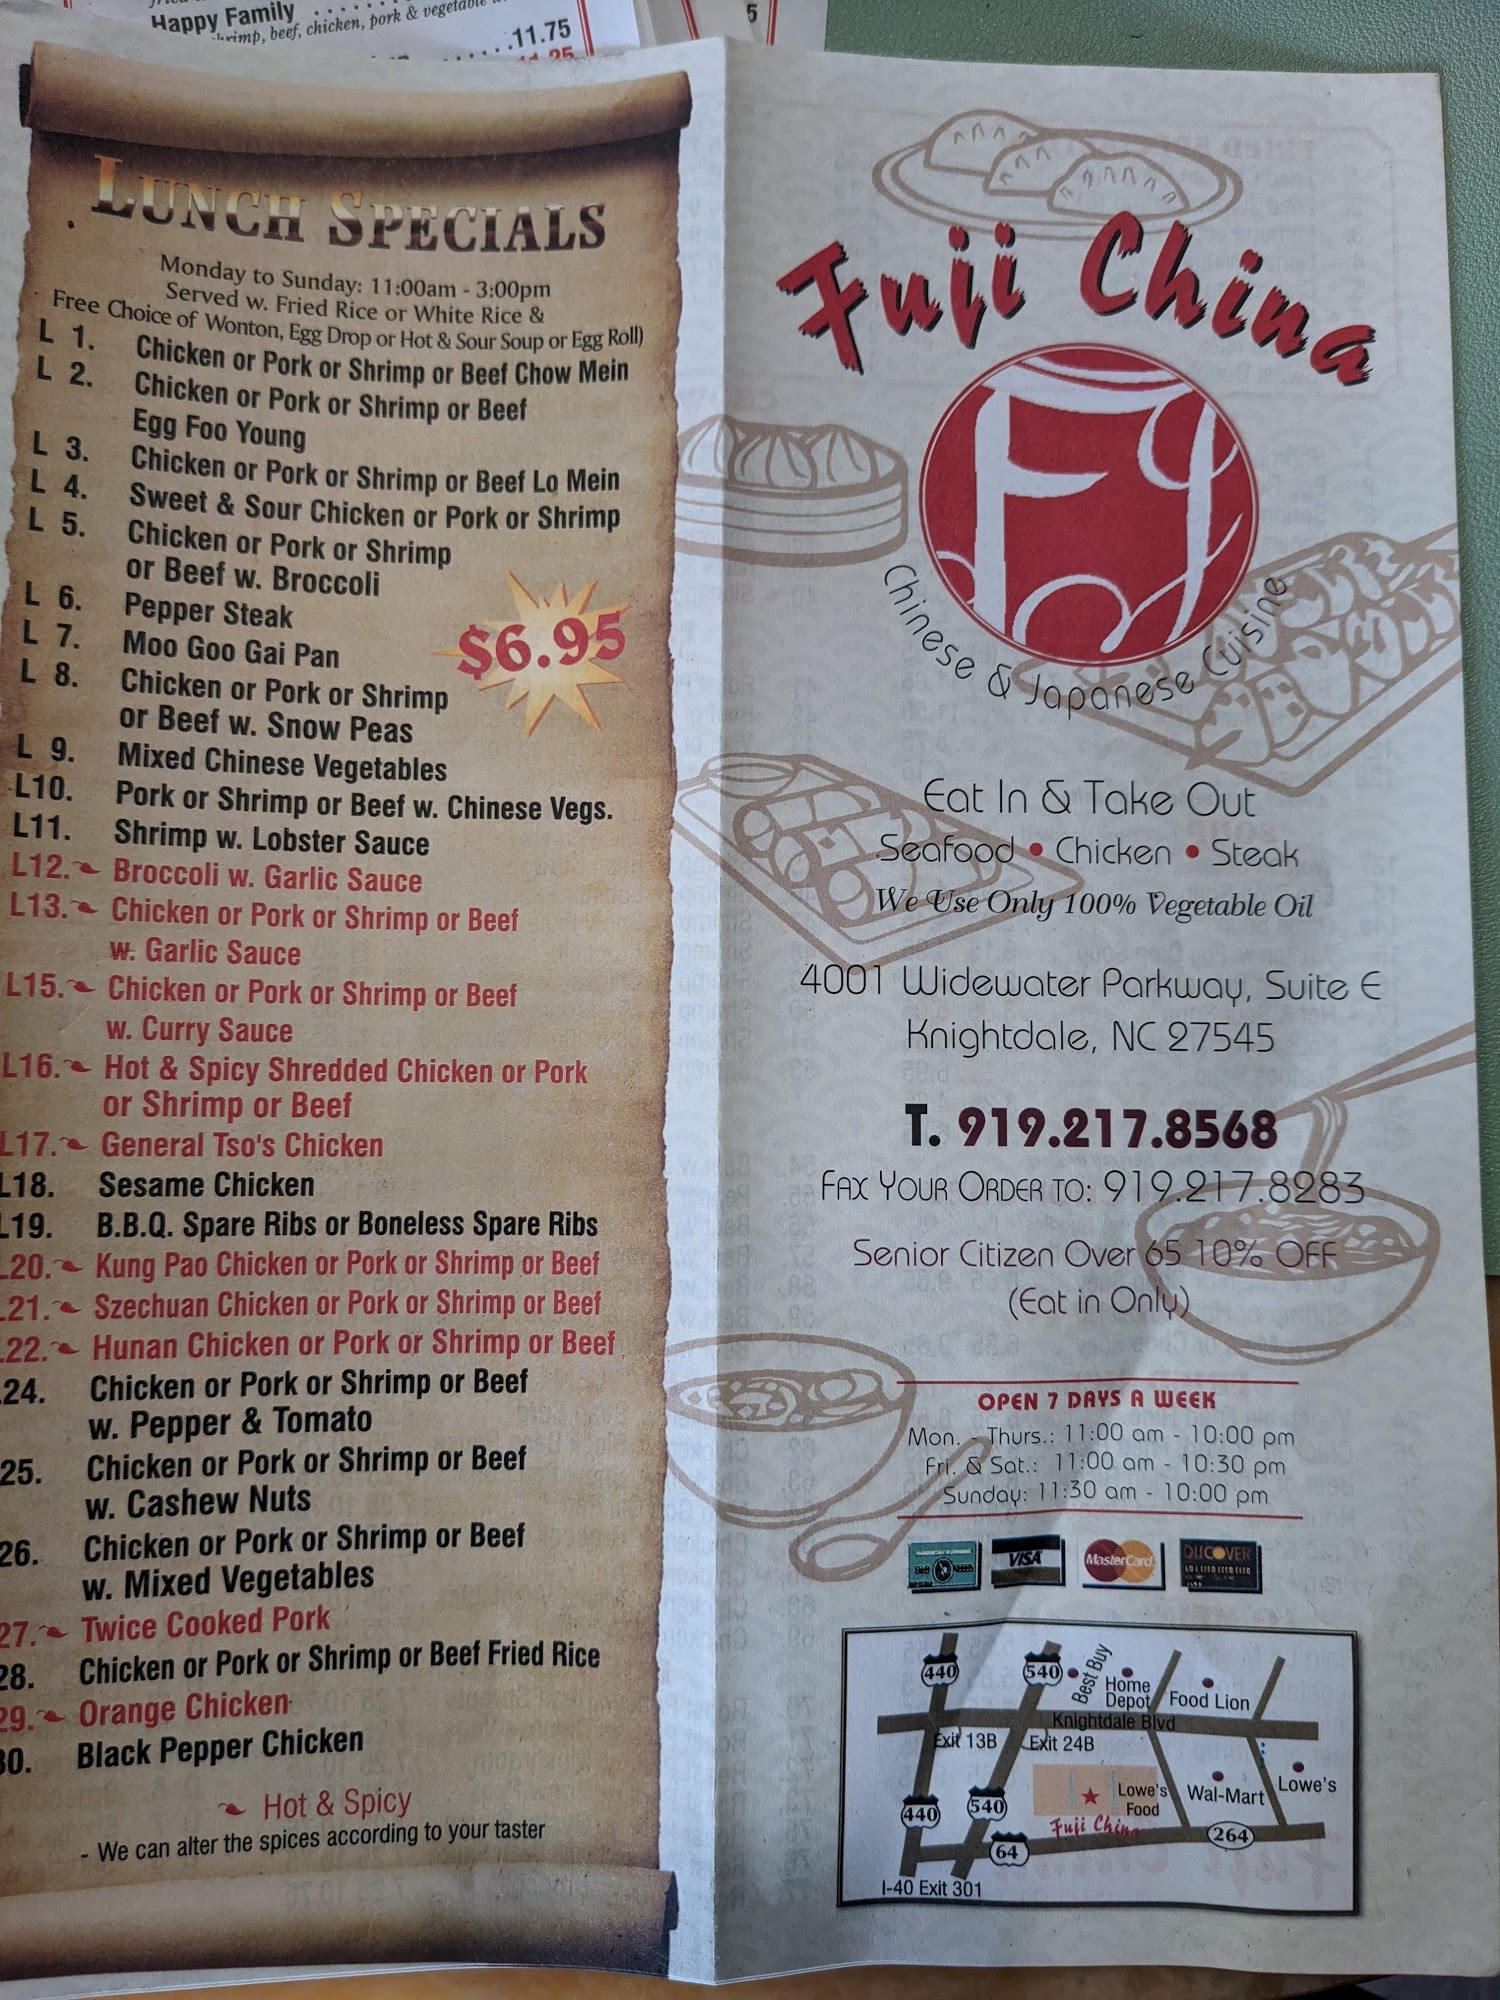 Happy Family
shrimp, beef, chicken, pork & vegetable
11.75
5
LUNCH SPECIALS
Monday to Sunday: 11:00am - 3:00pm
Served w. Fried Rice or White Rice &
Free Choice of Wonton, Egg Drop or Hot & Sour Soup or Egg Roll)
L 1. Chicken or Pork or Shrimp or Beef Chow Mein
L 2. Chicken or Pork or Shrimp or Beef
Egg Foo Young
L 3. Chicken or Pork or Shrimp or Beef Lo Mein
L 4. Sweet & Sour Chicken or Pork or Shrimp
L 5. Chicken or Pork or Shrimp
or Beef w. Broccoli
L 6. Pepper Steak
L 7. Moo Goo Gai Pan
$6.95
L 8. Chicken or Pork or Shrimp
or Beef w. Snow Peas
L 9. Mixed Chinese Vegetables
L10. Pork or Shrimp or Beef w. Chinese Vegs.
L11. Shrimp w. Lobster Sauce
L12. Broccoli w. Garlic Sauce
L13. Chicken or Pork or Shrimp or Beef
w. Garlic Sauce
L15. Chicken or Pork or Shrimp or Beef
w. Curry Sauce
L16. Hot & Spicy Shredded Chicken or Pork
or Shrimp or Beef
L17. General Tso's Chicken
L18. Sesame Chicken
L19. B.B.Q. Spare Ribs or Boneless Spare Ribs
L20. Kung Pao Chicken or Pork or Shrimp or Beef
L21. Szechuan Chicken or Pork or Shrimp or Beef
L22. Hunan Chicken or Pork or Shrimp or Beef
24. Chicken or Pork or Shrimp or Beef
w. Pepper & Tomato
25. Chicken or Pork or Shrimp or Beef
w. Cashew Nuts
26. Chicken or Pork or Shrimp or Beef
w. Mixed Vegetables
27. Twice Cooked Pork
28. Chicken or Pork or Shrimp or Beef Fried Rice
29. Orange Chicken
30. Black Pepper Chicken
Hot & Spicy
- We can alter the spices according to your taster
Fuji China
FJ
Chinese & Japanese Cuisine
Eat In & Take Out
Seafood • Chicken • Steak
We Use Only 100% Vegetable Oil
4001 Widewater Parkway, Suite E
Knightdale, NC 27545
T. 919.217.8568
FAX YOUR ORDER TO: 919.217.8283
Senior Citizen Over 65 10% OFF
(Eat in Only)
OPEN 7 DAYS A WEEK
Mon. - Thurs.: 11:00 am - 10:00 pm
Fri. & Sat.: 11:00 am - 10:30 pm
Sunday: 11:30 am - 10:00 pm
VISA
MasterCard
DISCOVER
440
540
Best Buy
Home
Depot
Food Lion
Knightdale Blvd
Exit 13B
Exit 24B
Lowe's
Food
Wal-Mart
Lowe's
440
540
Fuji China
64
264
I-40 Exit 301